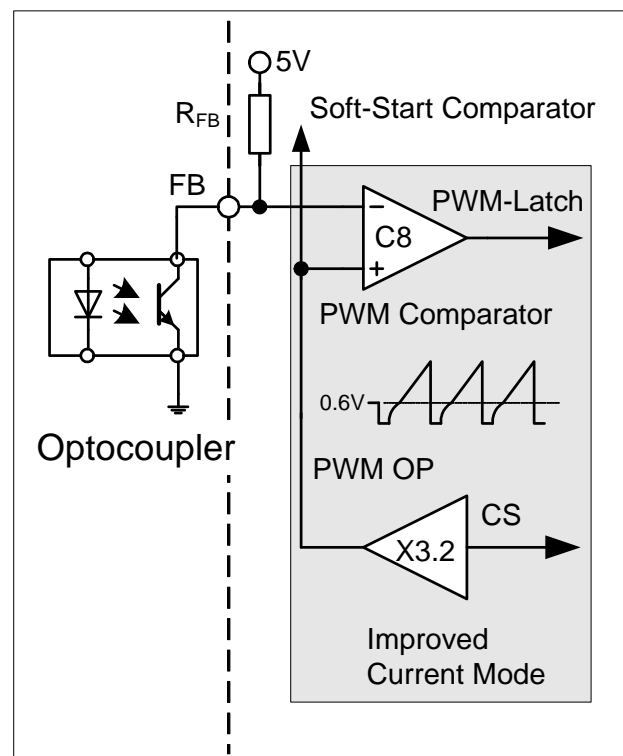 5V
R_FB
Soft-Start Comparator
FB
PWM-Latch
C8
PWM Comparator
0.6V
Optocoupler
PWM OP
CS
X3.2
Improved
Current Mode